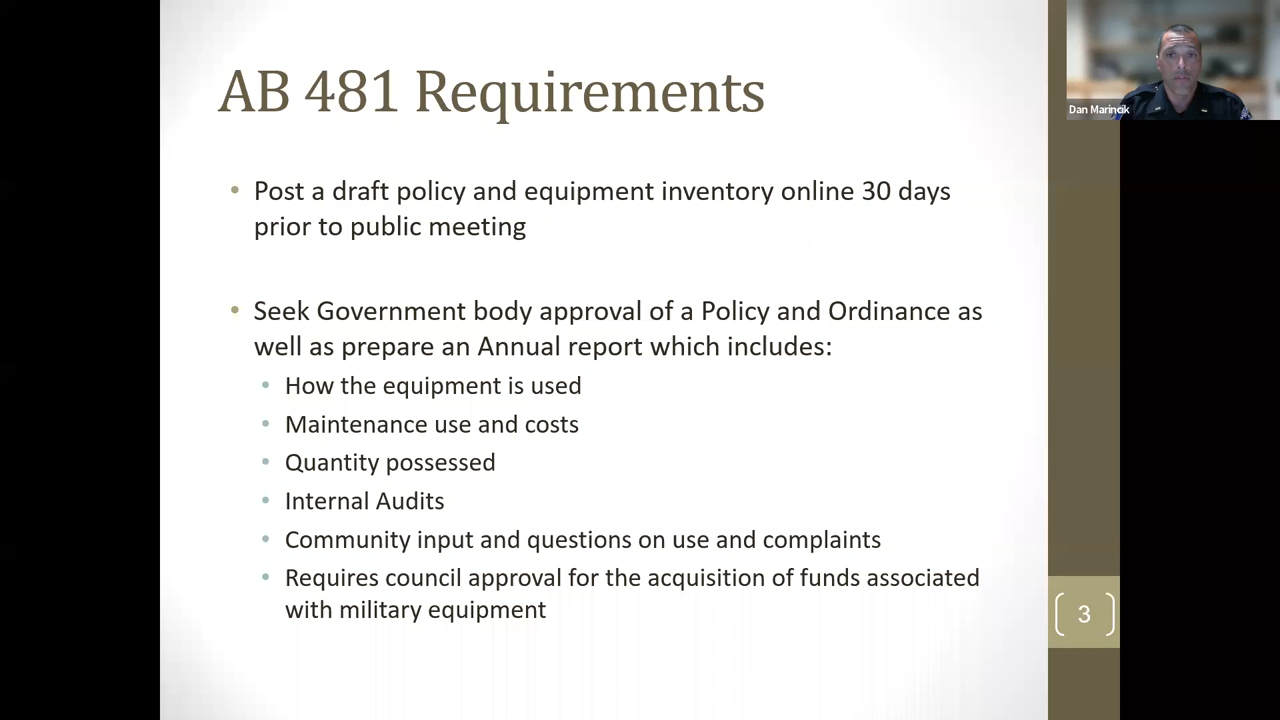 AB 481 Requirements
Dan Marincik
• Post a draft policy and equipment inventory online 30 days
prior to public meeting
• Seek Government body approval of a Policy and Ordinance as
well as prepare an Annual report which includes:
• How the equipment is used
• Maintenance use and costs
• Quantity possessed
• Internal Audits
• Community input and questions on use and complaints
• Requires council approval for the acquisition of funds associated
with military equipment
3